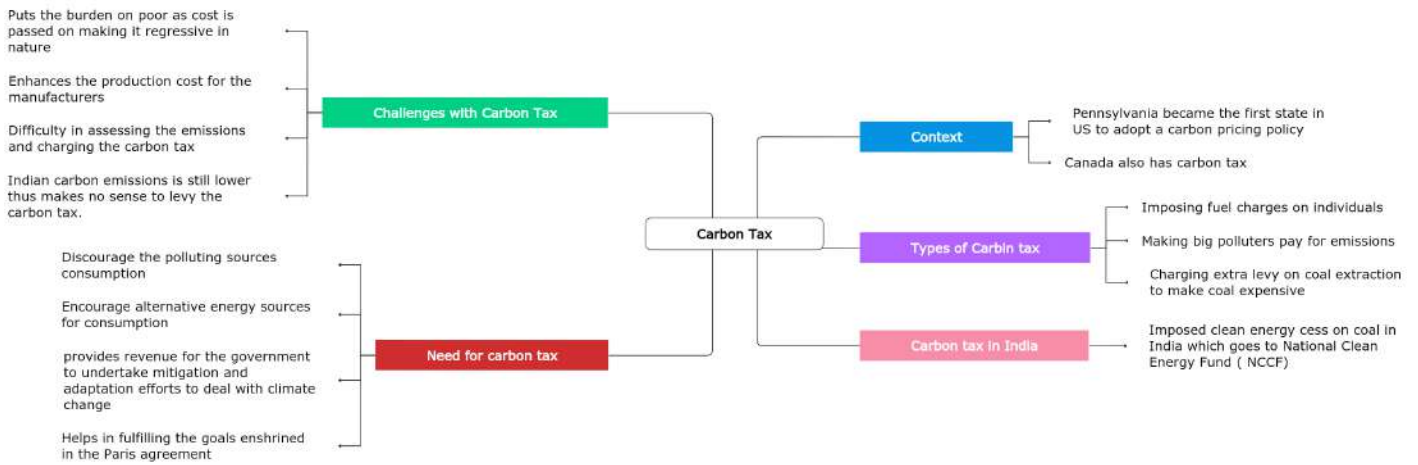 Carbon Tax
Context
Pennsylvania became the first state in
US to adopt a carbon pricing policy
Canada also has carbon tax
Types of Carbin tax
Imposing fuel charges on individuals
Making big polluters pay for emissions
Charging extra levy on coal extraction
to make coal expensive
Carbon tax in India
Imposed clean energy cess on coal in
India which goes to National Clean
Energy Fund ( NCCF)
Challenges with Carbon Tax
Puts the burden on poor as cost is
passed on making it regressive in
nature
Enhances the production cost for the
manufacturers
Difficulty in assessing the emissions
and charging the carbon tax
Indian carbon emissions is still lower
thus makes no sense to levy the
carbon tax.
Need for carbon tax
Discourage the polluting sources
consumption
Encourage alternative energy sources
for consumption
provides revenue for the government
to undertake mitigation and
adaptation efforts to deal with climate
change
Helps in fulfilling the goals enshrined
in the Paris agreement